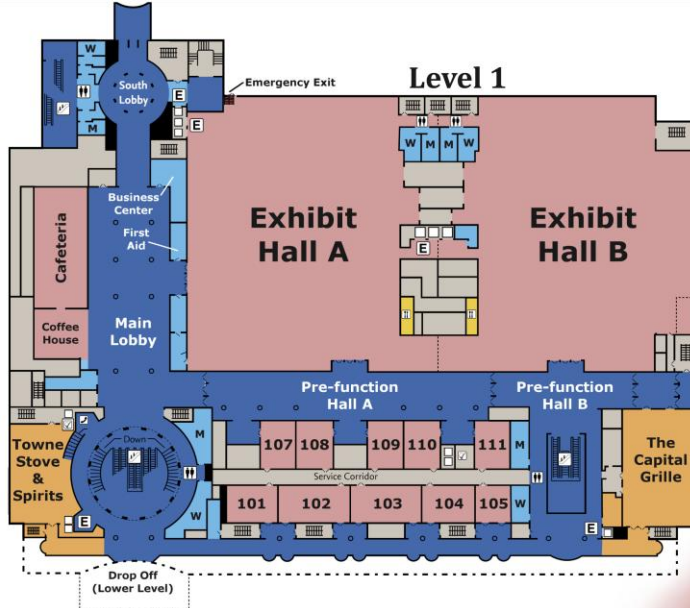 Level 1
W
South
Lobby
E
M
E
Emergency Exit
W
M
M
W
Business
Center
First
Aid
Exhibit
Hall A
Exhibit
Hall B
E
Cafeteria
Coffee
House
Main
Lobby
Pre-function
Hall A
Pre-function
Hall B
Towne
Stove
&
Spirits
Down
M
107
108
109
110
111
M
The
Capital
Grille
Service Corridor
W
101
102
103
104
105
W
E
E
Drop Off
(Lower Level)